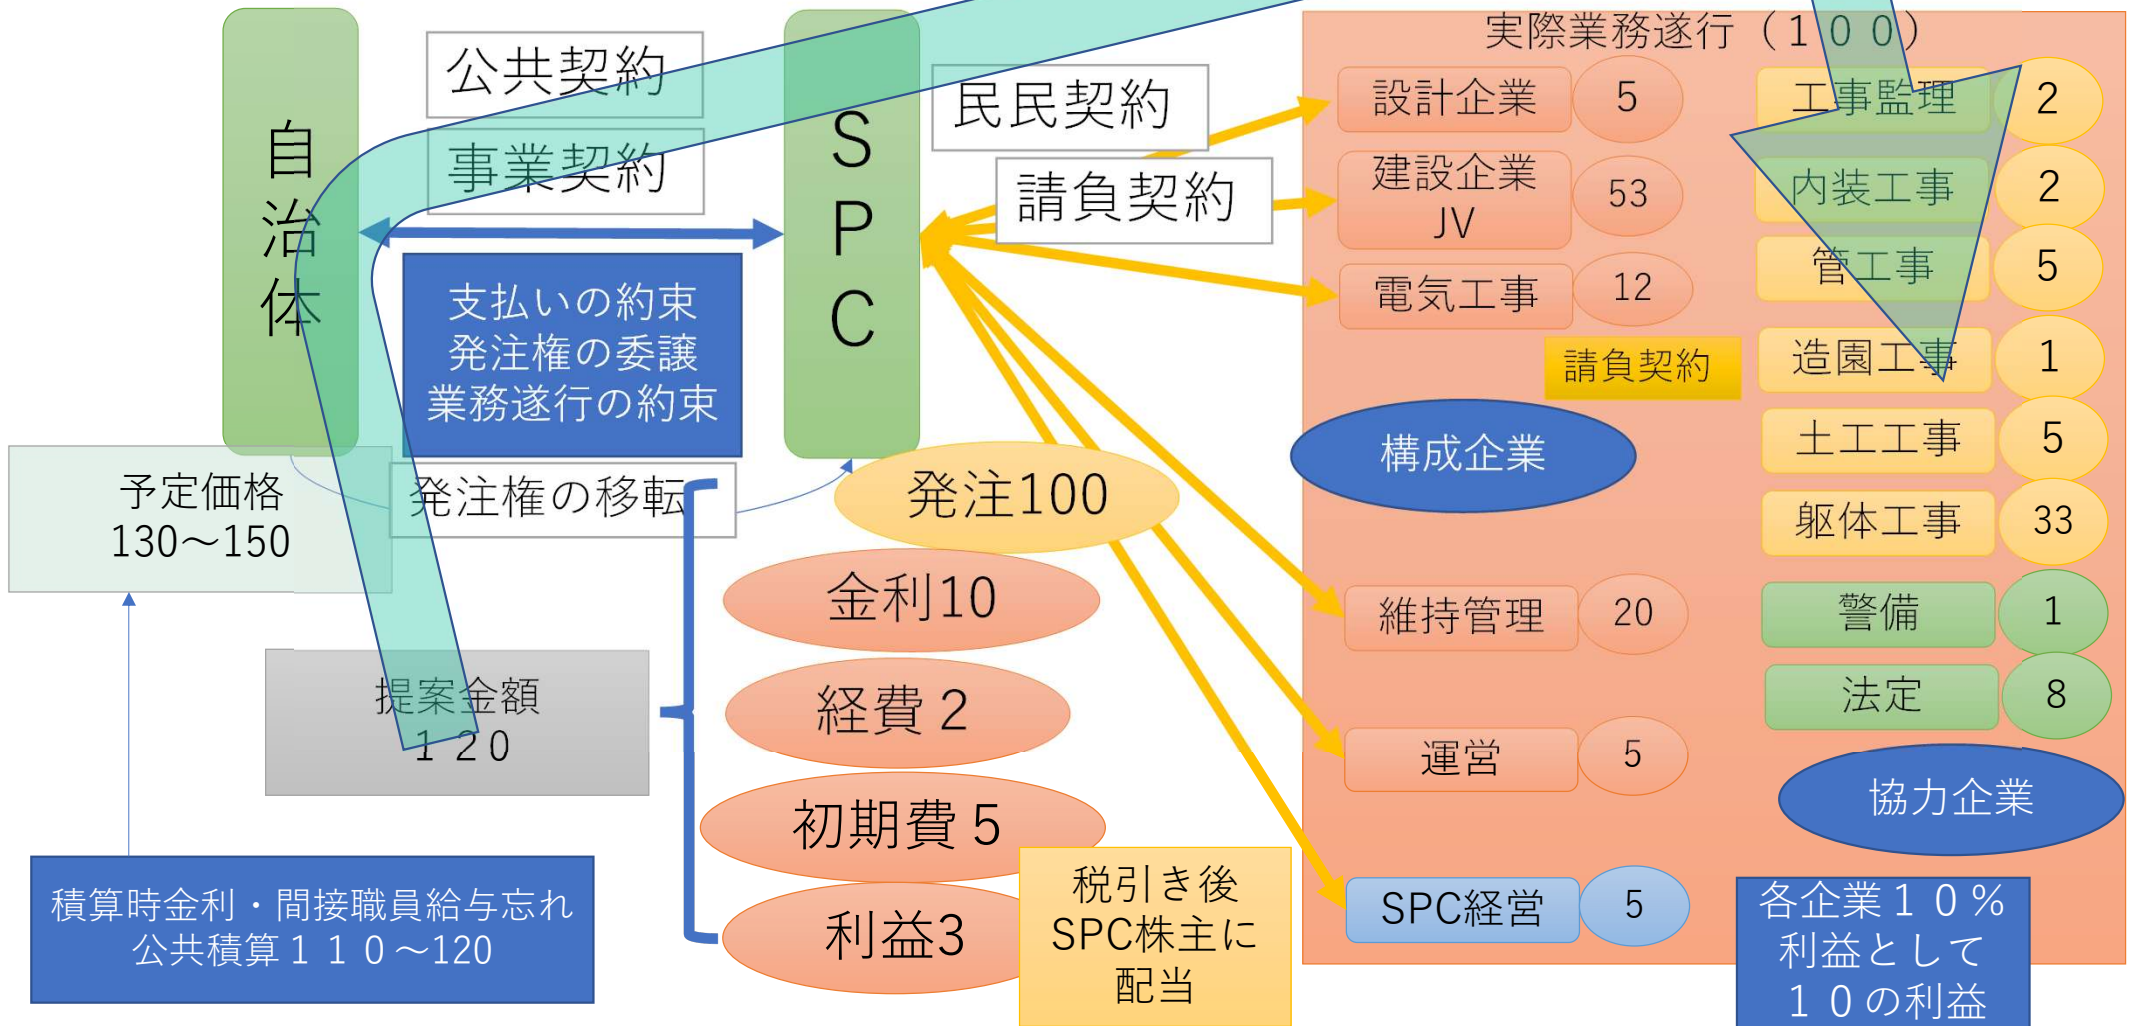 自
治
体
公共契約
事業契約
支払いの約束
発注権の委譲
業務遂行の約束
発注権の移転
予定価格
130～150
提案金額
１２０
積算時金利・間接職員給与忘れ
公共積算１１０～120
S
P
C
民民契約
請負契約
発注100
金利10
経費２
初期費５
利益3
税引き後
SPC株主に
配当
実際業務遂行（１００）
設計企業
5
建設企業
JV
53
電気工事
12
請負契約
構成企業
維持管理
20
運営
5
SPC経営
5
工事監理
2
内装工事
2
管工事
5
造園工事
1
土工工事
5
躯体工事
33
警備
1
法定
8
協力企業
各企業１０％
利益として
１０の利益